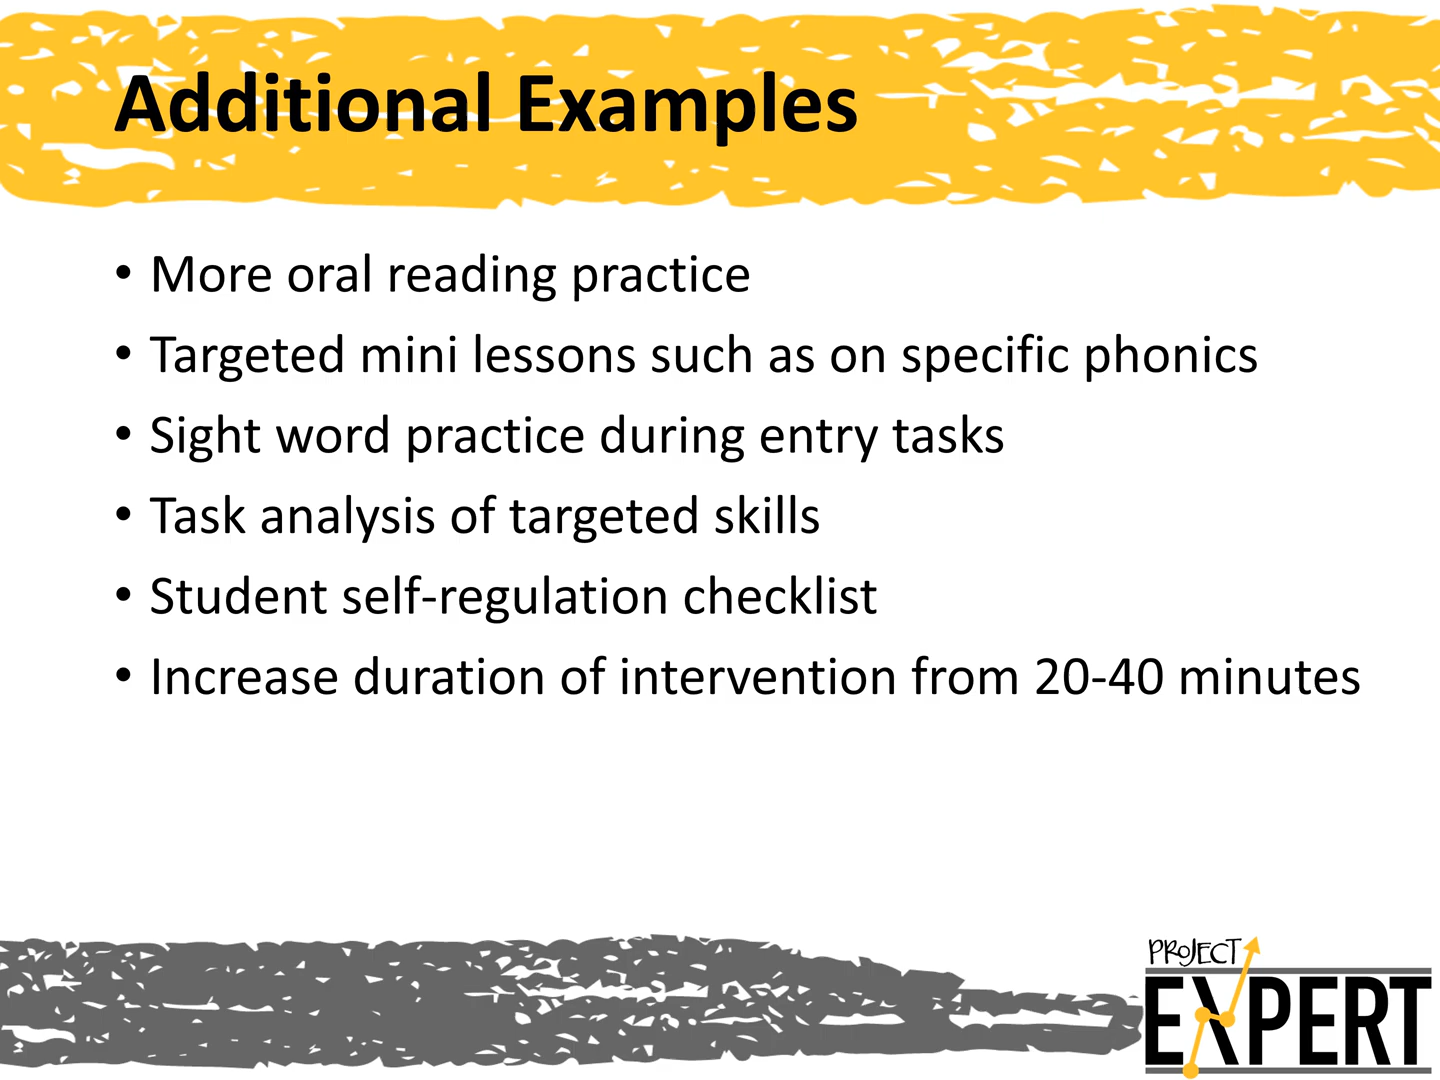 Additional Examples
• More oral reading practice
• Targeted mini lessons such as on specific phonics
• Sight word practice during entry tasks
• Task analysis of targeted skills
• Student self-regulation checklist
• Increase duration of intervention from 20-40 minutes
PROJECT
EXPERT